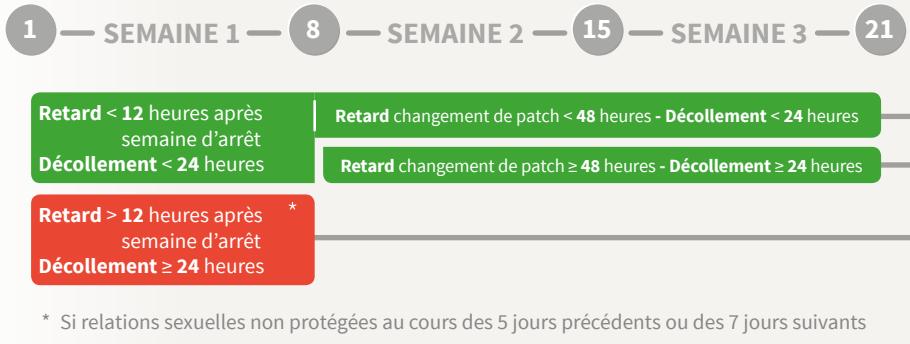 1 SEMAINE 1 8 SEMAINE 2 15 SEMAINE 3 21
Retard < 12 heures après
semaine d'arrêt
Décollement < 24 heures
Retard changement de patch < 48 heures - Décollement < 24 heures
Retard changement de patch ≥ 48 heures - Décollement ≥ 24 heures
Retard > 12 heures après *
semaine d'arrêt
Décollement ≥ 24 heures
* Si relations sexuelles non protégées au cours des 5 jours précédents ou des 7 jours suivants